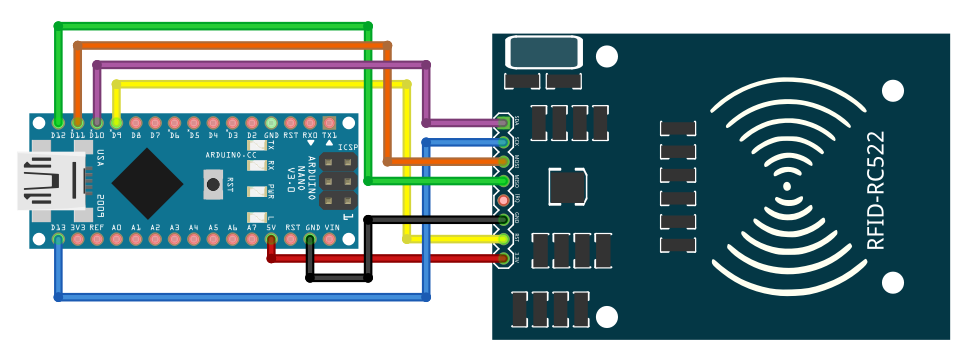 D12 D11 D10 D9 D8 D7 D6 D5 D4 D3 D2 GND RST RX0 TX1
TX
RX
PWR
L
USA
2009
RST
ARDUINO.CC
ARDUINO
NANO
V3.0
ICSP
1
D13 3V3 REF A0 A1 A2 A3 A4 A5 A6 A7 5V RST GND VIN
SDA
SCK
MOSI
MISO
IRQ
GND
RST
3.3V
RFID-RC522